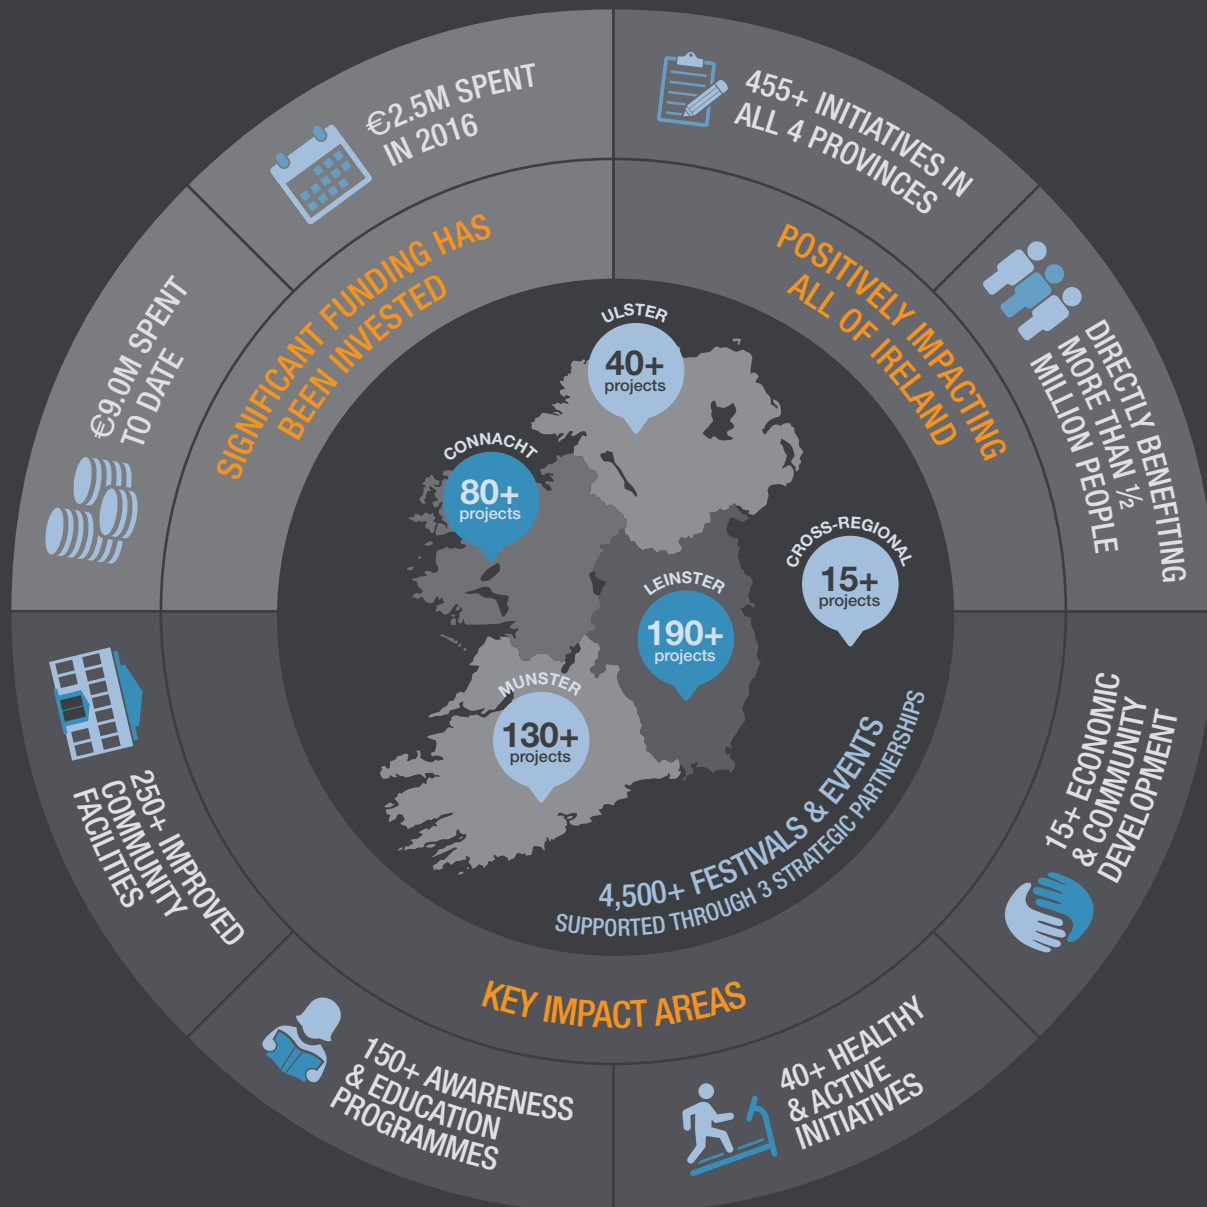 €2.5M SPENT
IN 2016
455+ INITIATIVES IN
ALL 4 PROVINCES
€9.0M SPENT
TO DATE
SIGNIFICANT FUNDING HAS
BEEN INVESTED
POSITIVELY IMPACTING
ALL OF IRELAND
DIRECTLY BENEFITING
MORE THAN ½
MILLION PEOPLE
ULSTER
40+
projects
CONNACHT
80+
projects
CROSS-REGIONAL
15+
projects
LEINSTER
190+
projects
MUNSTER
130+
projects
4,500+ FESTIVALS & EVENTS
SUPPORTED THROUGH 3 STRATEGIC PARTNERSHIPS
KEY IMPACT AREAS
250+ IMPROVED
COMMUNITY
FACILITIES
150+ AWARENESS
& EDUCATION
PROGRAMMES
40+ HEALTHY
& ACTIVE
INITIATIVES
15+ ECONOMIC
& COMMUNITY
DEVELOPMENT